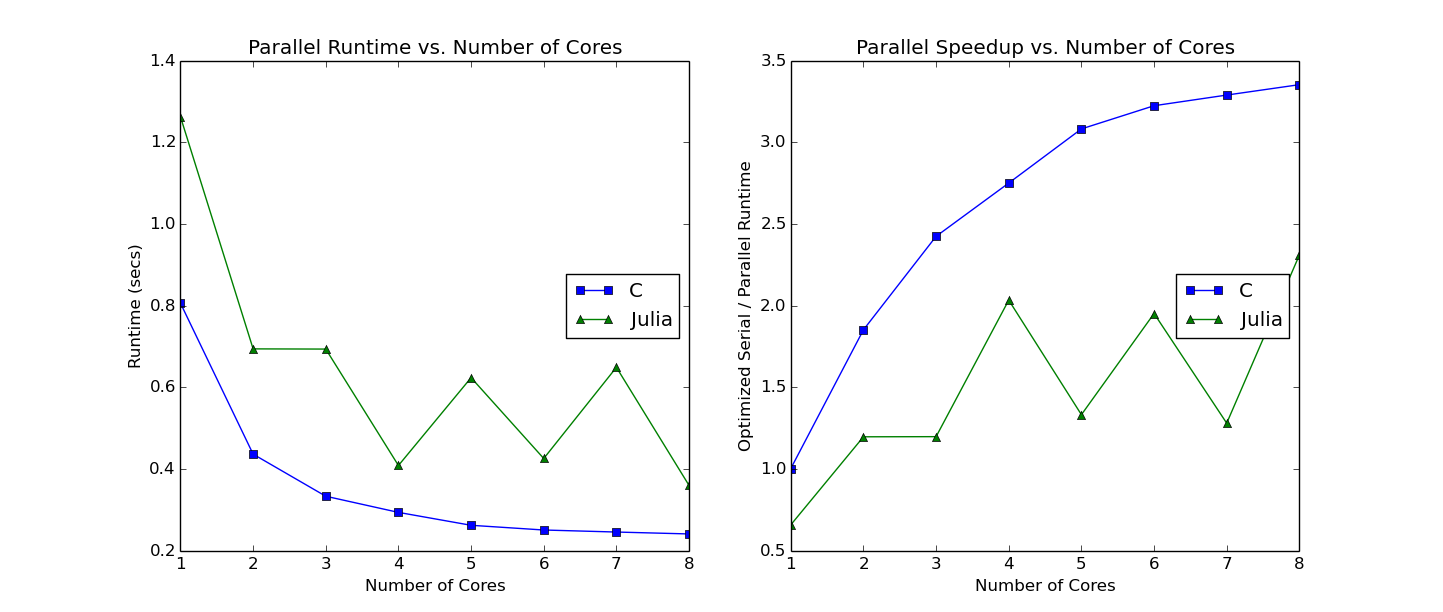 Parallel Runtime vs. Number of Cores
1.4
1.2
1.0
0.8
0.6
0.4
0.2
Runtime (secs)
C
Julia
1 2 3 4 5 6 7 8
Number of Cores
Parallel Speedup vs. Number of Cores
3.5
3.0
2.5
2.0
1.5
1.0
0.5
Optimized Serial / Parallel Runtime
C
Julia
1 2 3 4 5 6 7 8
Number of Cores